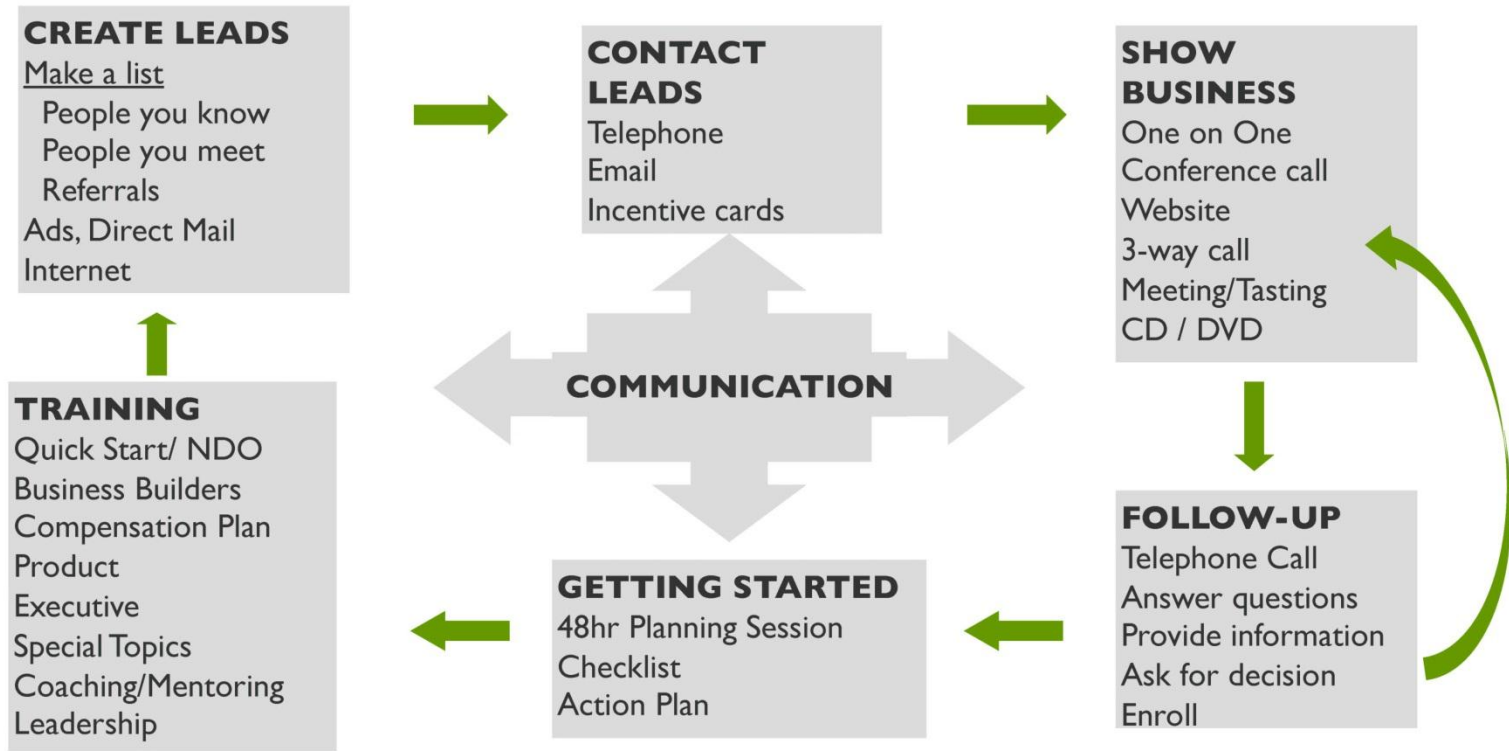 CREATE LEADS
Make a list
People you know
People you meet
Referrals
Ads, Direct Mail
Internet
CONTACT
LEADS
Telephone
Email
Incentive cards
SHOW
BUSINESS
One on One
Conference call
Website
3-way call
Meeting/Tasting
CD / DVD
COMMUNICATION
TRAINING
Quick Start/ NDO
Business Builders
Compensation Plan
Product
Executive
Special Topics
Coaching/Mentoring
Leadership
GETTING STARTED
48hr Planning Session
Checklist
Action Plan
FOLLOW-UP
Telephone Call
Answer questions
Provide information
Ask for decision
Enroll